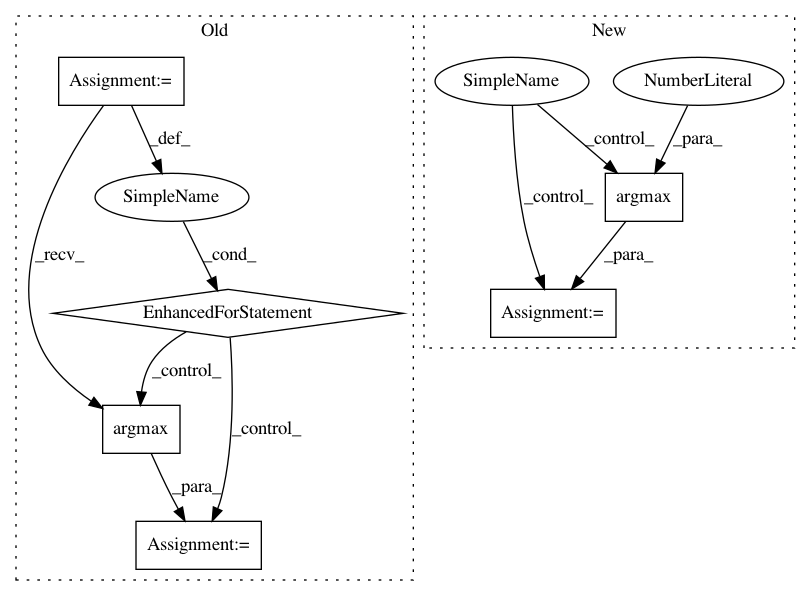 Old
New
Assignment:=
SimpleName
NumberLiteral
_def_
_control_
_para_
SimpleName
argmax
_control_
_recv_
_cond_
_para_
EnhancedForStatement
Assignment:=
_control_
argmax
_control_
_para_
Assignment:=